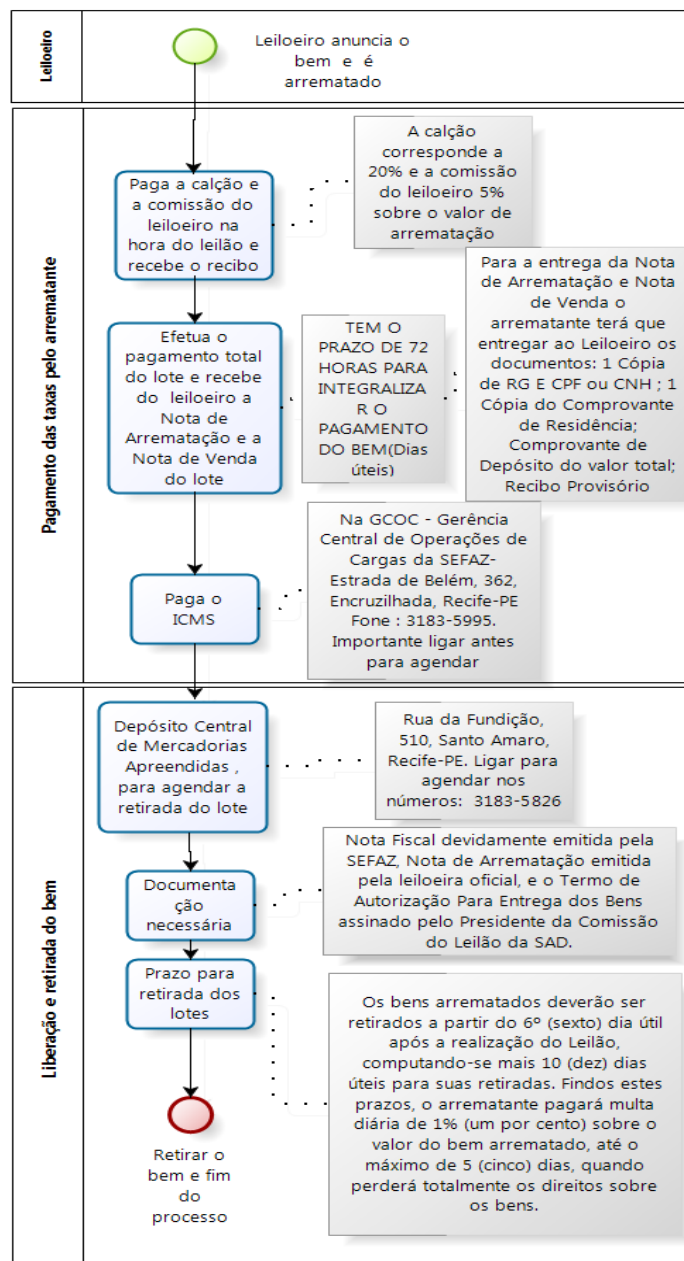 Leiloeiro
Leiloeiro anuncia o
bem e é
arrematado
Pagamento das taxas pelo arrematante
Paga a calção e
a comissão do
leiloeiro na
hora do leilão e
recebe o recibo
A calção
corresponde a
20% e a comissão
do leiloeiro 5%
sobre o valor de
arrematação
Efetua o
pagamento total
do lote e recebe
do leiloeiro a
Nota de
Arrematação e a
Nota de Venda
do lote
TEM O
PRAZO DE 72
HORAS PARA
INTEGRALIZA
R O
PAGAMENTO
DO BEM(Dias
úteis)
Para a entrega da Nota
de Arrematação e Nota
de Venda o
arrematante terá que
entregar ao Leiloeiro os
documentos: 1 Cópia
de RG E CPF ou CNH ; 1
Cópia do Comprovante
de Residência;
Comprovante de
Depósito do valor total;
Recibo Provisório
Paga o
ICMS
Na GCOC - Gerência
Central de Operações de
Cargas da SEFAZ-
Estrada de Belém, 362,
Encruzilhada, Recife-PE
Fone : 3183-5995.
Importante ligar antes
para agendar
Liberação e retirada do bem
Depósito Central
de Mercadorias
Apreendidas ,
para agendar a
retirada do lote
Rua da Fundição,
510, Santo Amaro,
Recife-PE. Ligar para
agendar nos
números: 3183-5826
Documenta
ção
necessária
Nota Fiscal devidamente emitida pela
SEFAZ, Nota de Arrematação emitida
pela leiloeira oficial, e o Termo de
Autorização Para Entrega dos Bens
assinado pelo Presidente da Comissão
do Leilão da SAD.
Prazo para
retirada dos
lotes
Os bens arrematados deverão ser
retirados a partir do 6º (sexto) dia útil
após a realização do Leilão,
computando-se mais 10 (dez) dias
úteis para suas retiradas. Findos estes
prazos, o arrematante pagará multa
diária de 1% (um por cento) sobre o
valor do bem arrematado, até o
máximo de 5 (cinco) dias, quando
perderá totalmente os direitos sobre
os bens.
Retirar o
bem e fim
do
processo